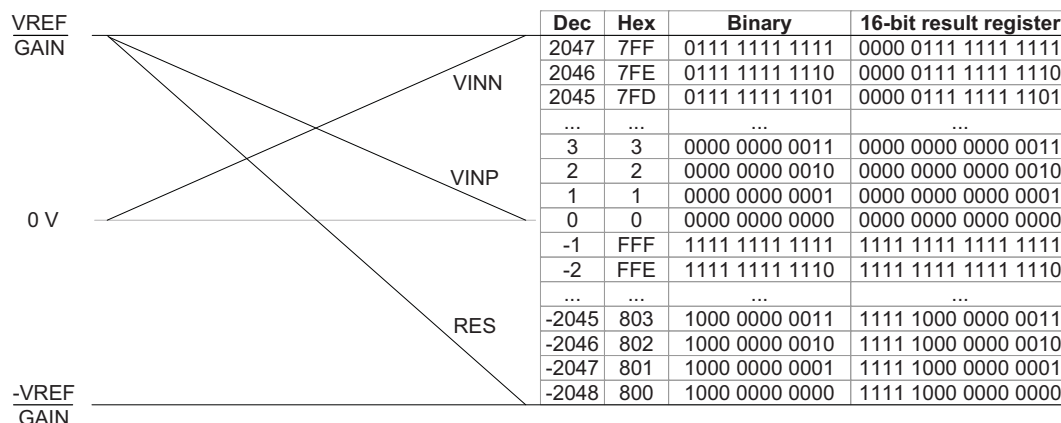 VREF
GAIN
VINN
VINP
0 V
RES
-VREF
GAIN
Dec Hex Binary 16-bit result register
2047 7FF 0111 1111 1111 0000 0111 1111 1111
2046 7FE 0111 1111 1110 0000 0111 1111 1110
2045 7FD 0111 1111 1101 0000 0111 1111 1101
... ... ... ...
3 3 0000 0000 0011 0000 0000 0000 0011
2 2 0000 0000 0010 0000 0000 0000 0010
1 1 0000 0000 0001 0000 0000 0000 0001
0 0 0000 0000 0000 0000 0000 0000 0000
-1 FFF 1111 1111 1111 1111 1111 1111 1111
-2 FFE 1111 1111 1110 1111 1111 1111 1110
... ... ... ...
-2045 803 1000 0000 0011 1111 1000 0000 0011
-2046 802 1000 0000 0010 1111 1000 0000 0010
-2047 801 1000 0000 0001 1111 1000 0000 0001
-2048 800 1000 0000 0000 1111 1000 0000 0000